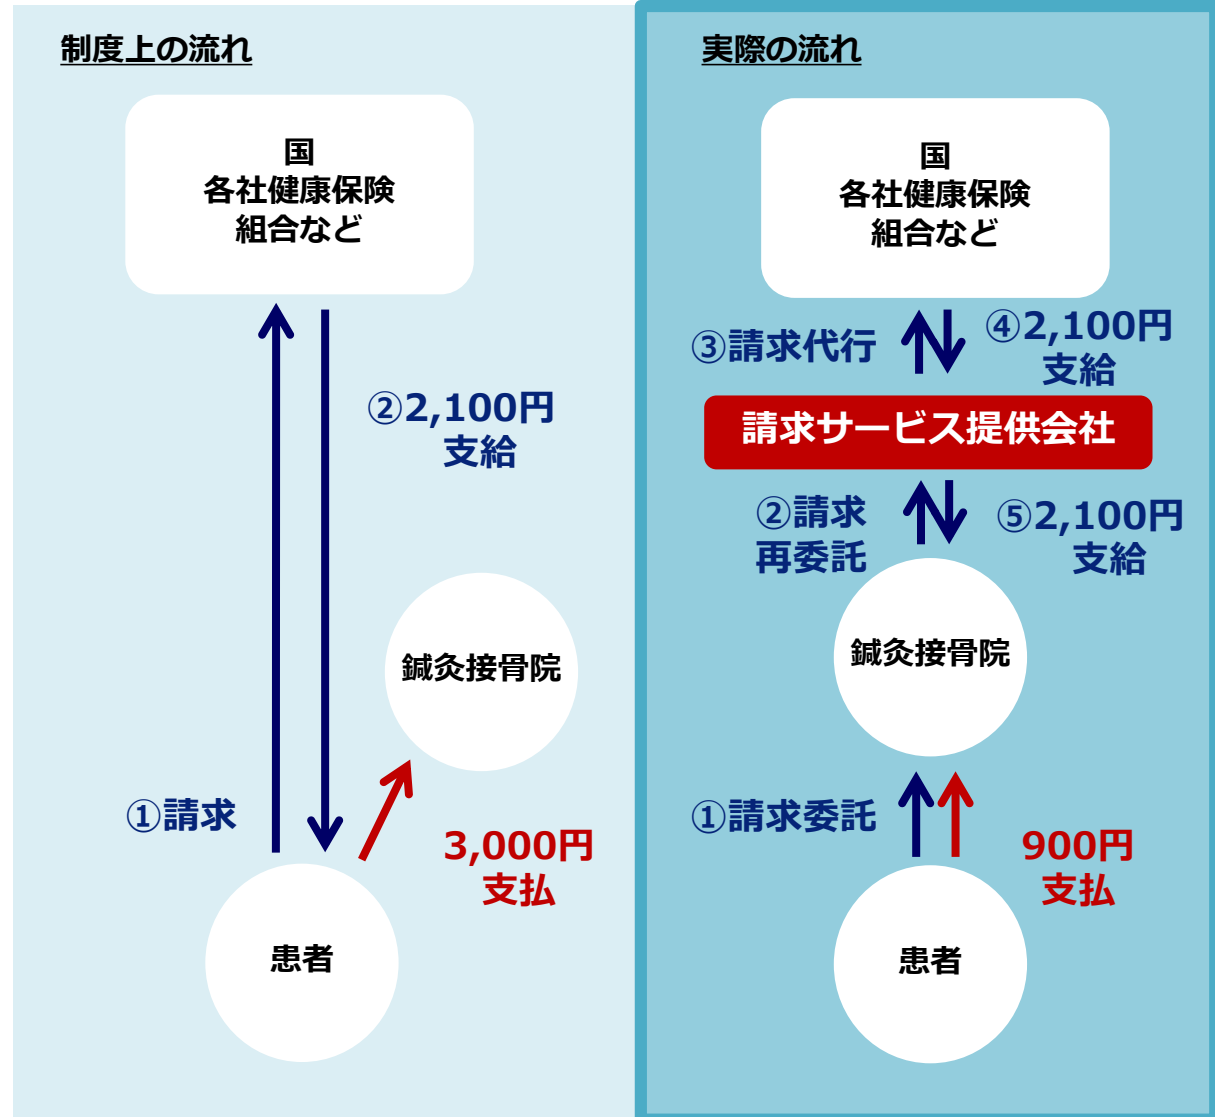 制度上の流れ
国
各社健康保険
組合など
②2,100円
支給
鍼灸接骨院
①請求
3,000円
支払
患者
実際の流れ
国
各社健康保険
組合など
③請求代行
④2,100円
支給
請求サービス提供会社
②請求
再委託
⑤2,100円
支給
鍼灸接骨院
①請求委託
900円
支払
患者